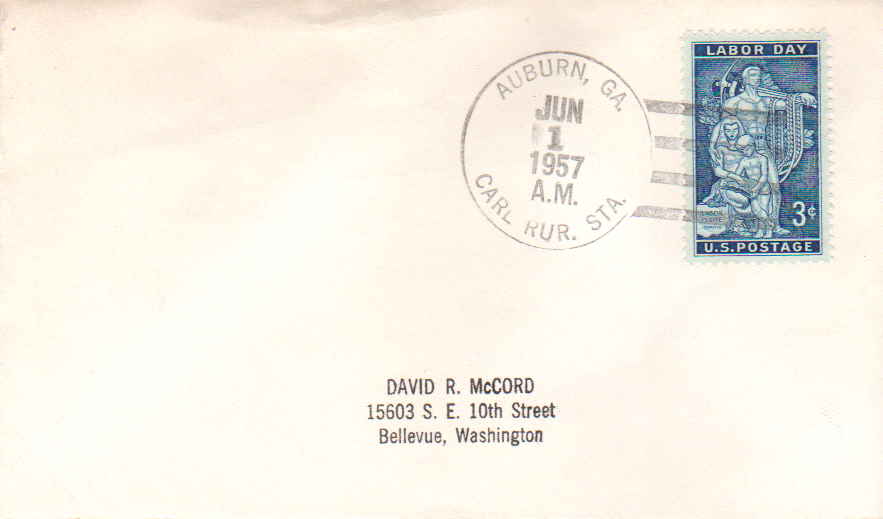 AUBURN, GA.
JUN
1
1957
A.M.
CARL RUR. STA.
LABOR DAY
3¢
U.S. POSTAGE
DAVID R. McCORD
15603 S. E. 10th Street
Bellevue, Washington